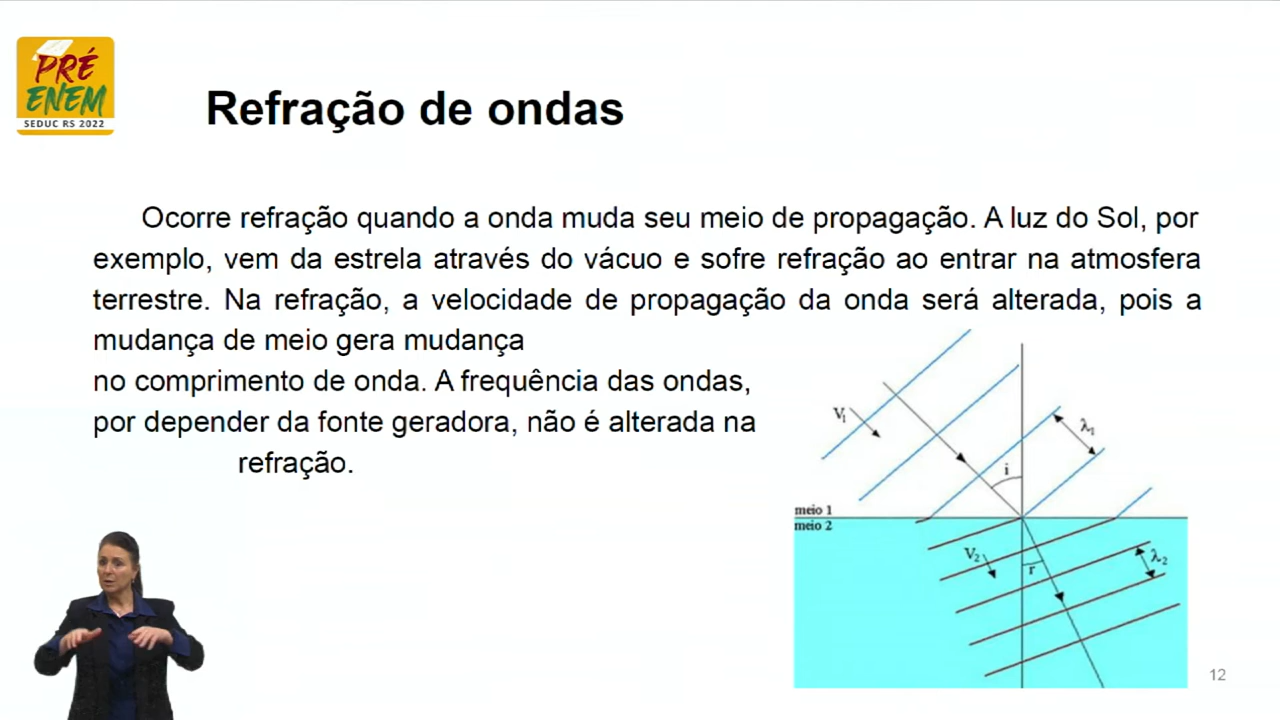 PRÉ
ENEM
SEDUC RS 2022
Refração de ondas
Ocorre refração quando a onda muda seu meio de propagação. A luz do Sol, por
exemplo, vem da estrela através do vácuo e sofre refração ao entrar na atmosfera
terrestre. Na refração, a velocidade de propagação da onda será alterada, pois a
mudança de meio gera mudança
no comprimento de onda. A frequência das ondas,
por depender da fonte geradora, não é alterada na
refração.
V₁
λ₁
i
meio 1
meio 2
V₂
r
λ₂
12